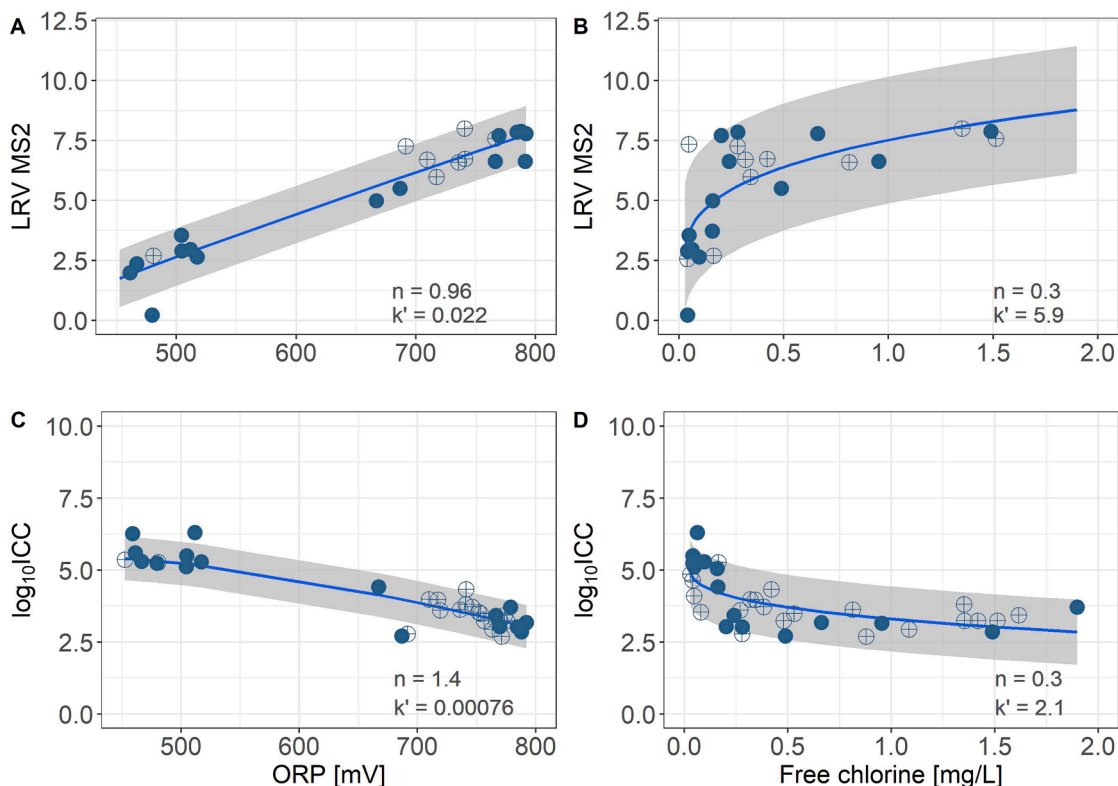 A
B
LRV MS2
12.5
10.0
7.5
5.0
2.5
0.0
n = 0.96
k' = 0.022
500
600
700
800
LRV MS2
12.5
10.0
7.5
5.0
2.5
0.0
n = 0.3
k' = 5.9
0.0
0.5
1.0
1.5
2.0
C
D
log₁₀ICC
10.0
7.5
5.0
2.5
0.0
n = 1.4
k' = 0.00076
500
600
700
800
ORP [mV]
log₁₀ICC
10.0
7.5
5.0
2.5
0.0
n = 0.3
k' = 2.1
0.0
0.5
1.0
1.5
2.0
Free chlorine [mg/L]